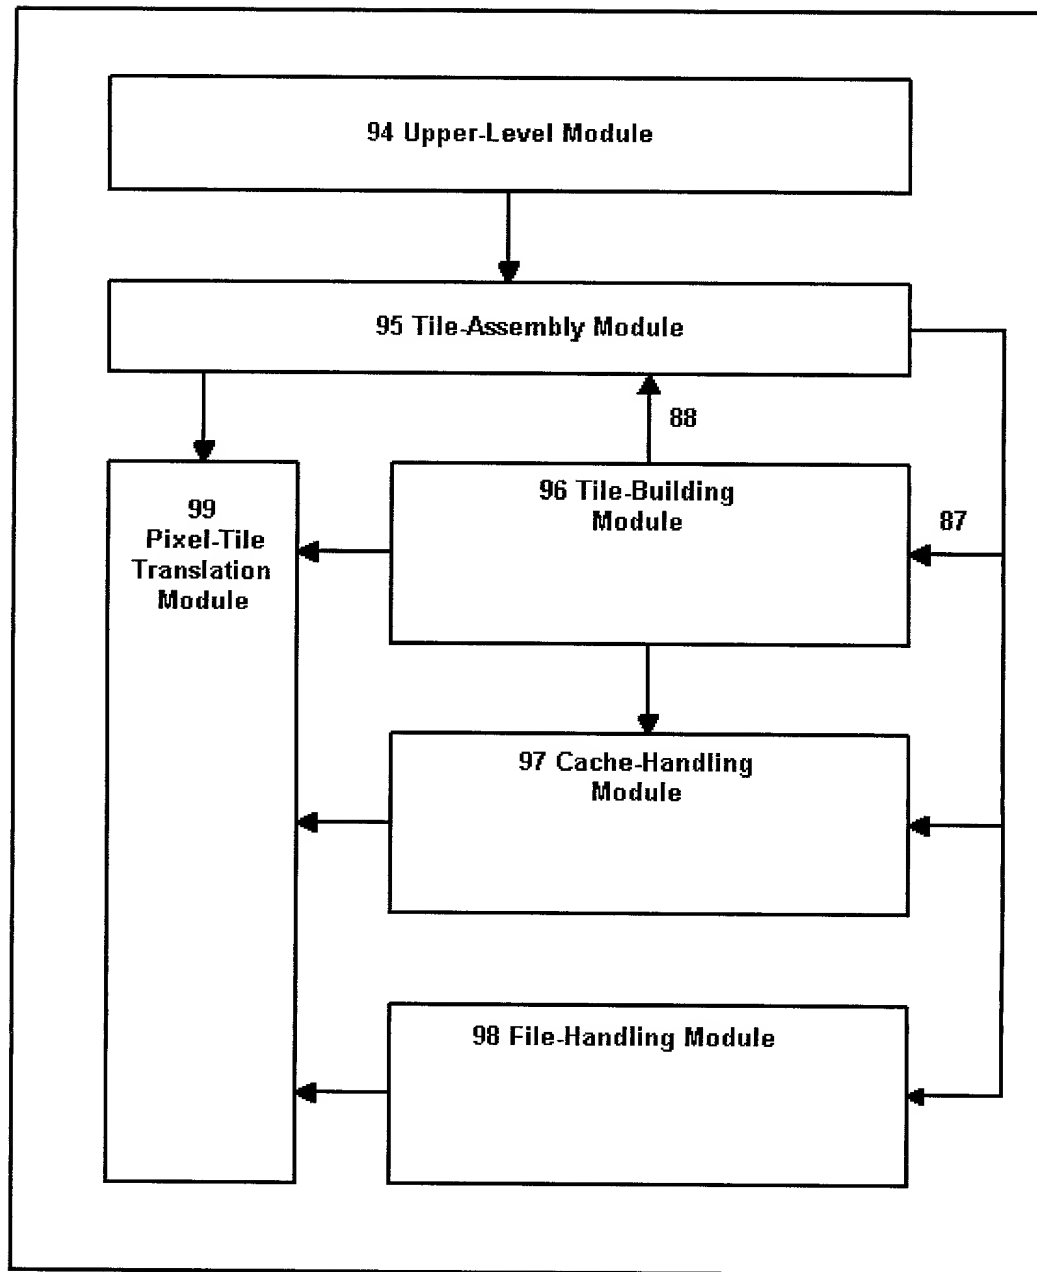 94 Upper-Level Module
95 Tile-Assembly Module
88
99
Pixel-Tile
Translation
Module
96 Tile-Building
Module
87
97 Cache-Handling
Module
98 File-Handling Module